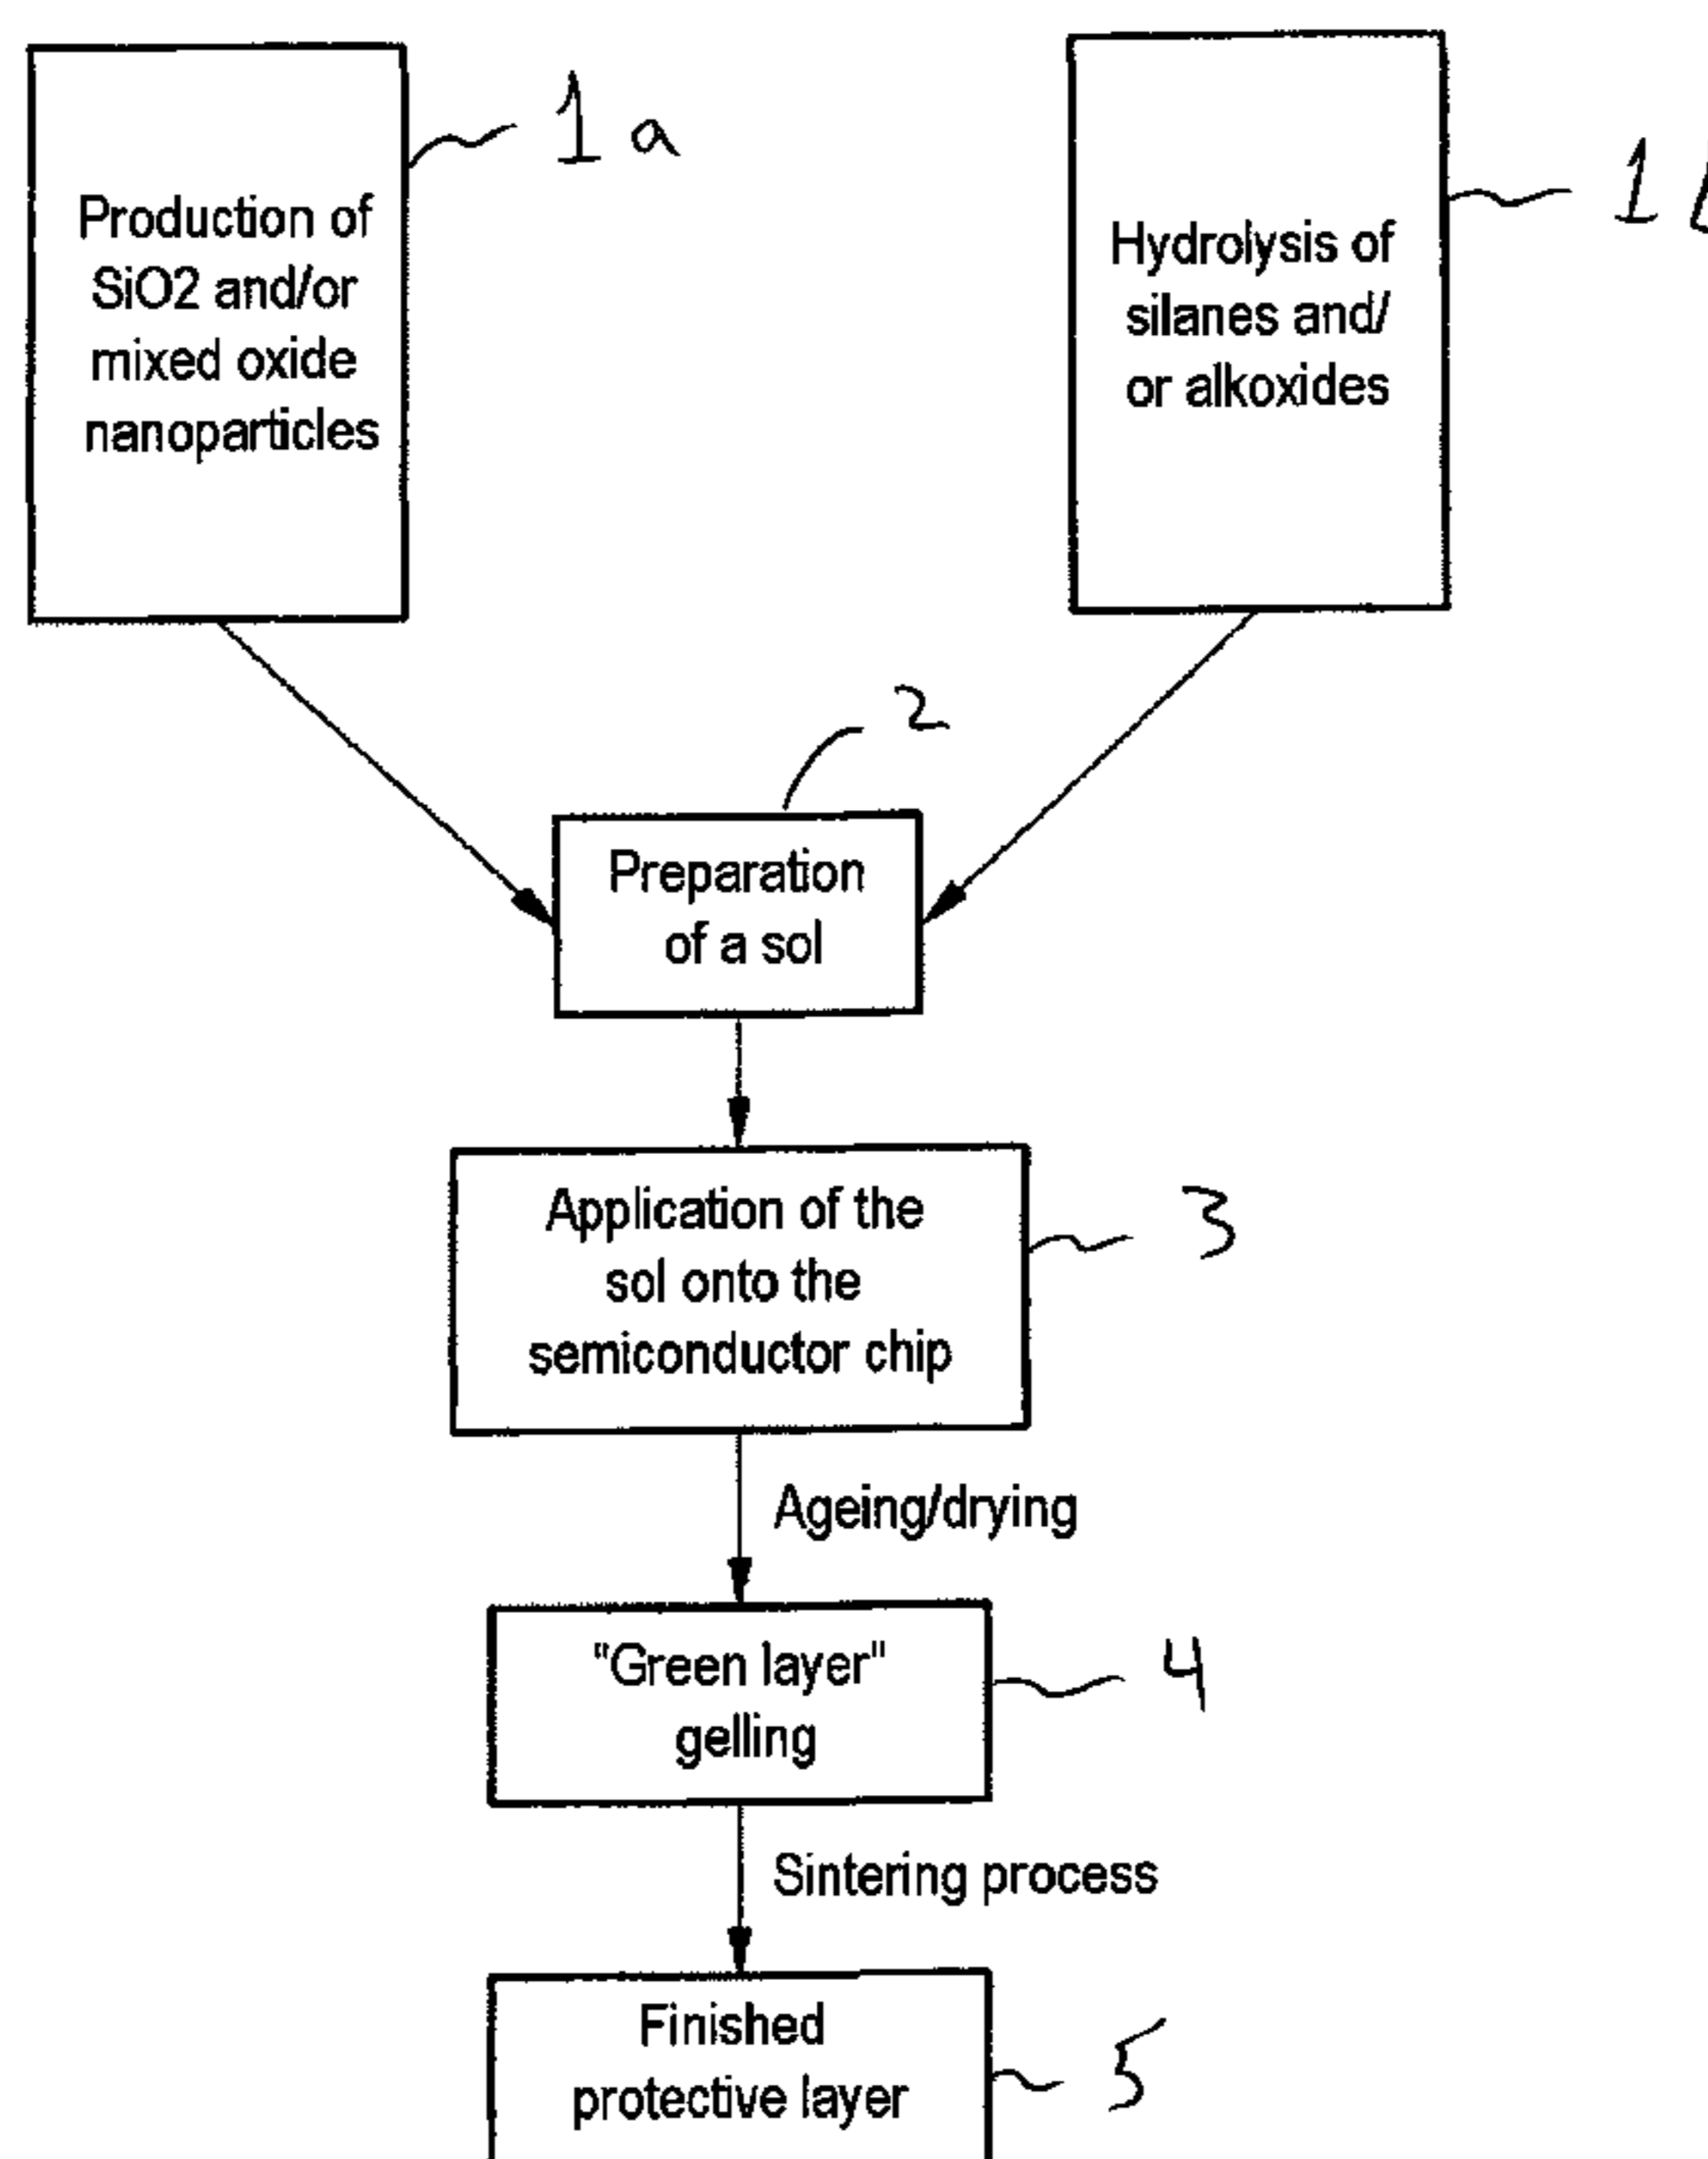 Production of
SiO2 and/or
mixed oxide
nanoparticles
1a
Hydrolysis of
silanes and/
or alkoxides
1
2
Preparation
of a sol
Application of the
sol onto the
semiconductor chip
3
Ageing/drying
"Green layer"
gelling
4
Sintering process
Finished
protective layer
5